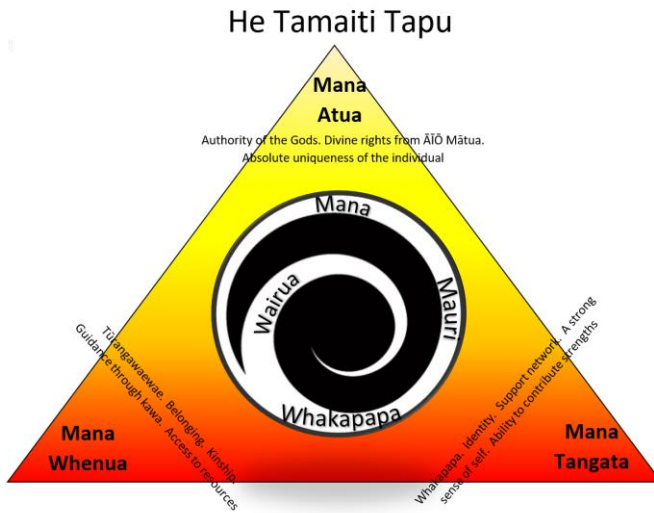 He Tamaiti Tapu
Mana
Atua
Authority of the Gods. Divine rights from ĀĪŌ Mātua.
Absolute uniqueness of the individual
Mana
Mauri
Wairua
Whakapapa
Tūrangawaewae. Belonging. Kinship.
Guidance through kawa. Access to resources
Mana
Whenua
Whakapapa. Identity. Support network. A strong
sense of self. Ability to contribute strengths
Mana
Tangata